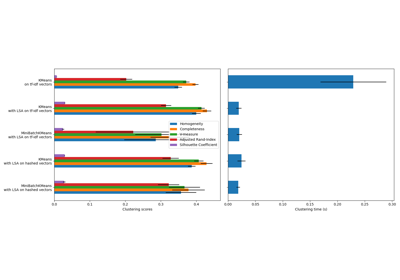 KMeans
on tf-idf vectors
KMeans
with LSA on tf-idf vectors
MiniBatchKMeans
with LSA on tf-idf vectors
KMeans
with LSA on hashed vectors
MiniBatchKMeans
with LSA on hashed vectors
Homogeneity
Completeness
V-measure
Adjusted Rand-Index
Silhouette Coefficient
0.0 0.1 0.2 0.3 0.4
Clustering scores
0.00 0.05 0.10 0.15 0.20 0.25 0.30
Clustering time (s)